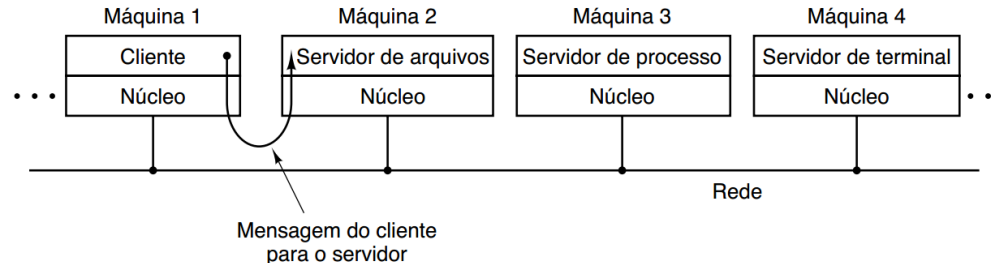 Máquina 1
Máquina 2
Máquina 3
Máquina 4
Cliente
Servidor de arquivos
Servidor de processo
Servidor de terminal
Núcleo
Núcleo
Núcleo
Núcleo
Rede
Mensagem do cliente
para o servidor